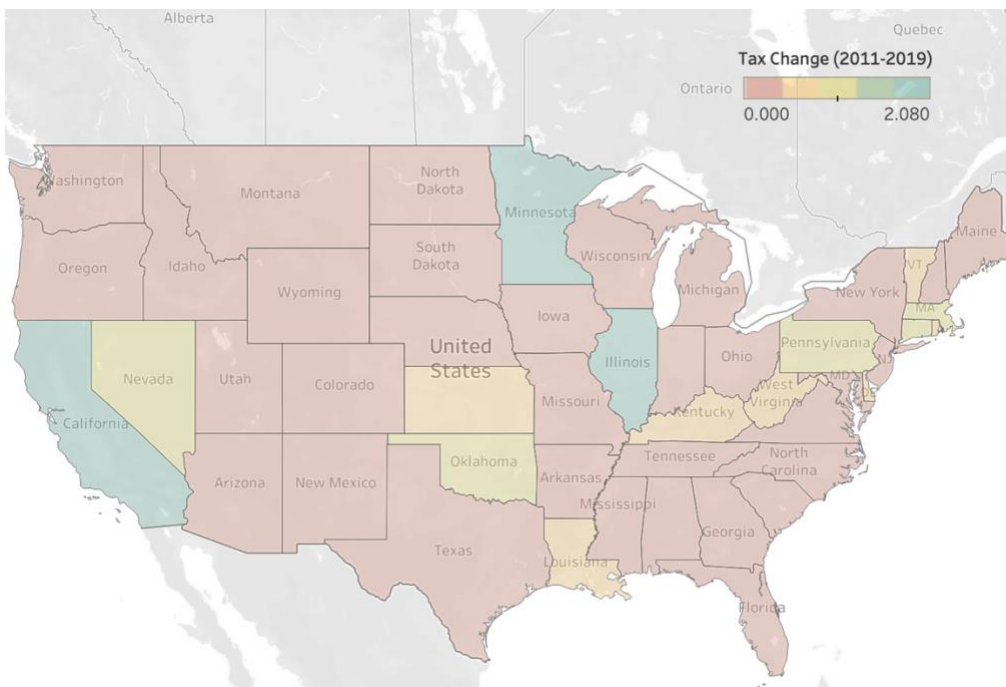 Alberta
Quebec
Tax Change (2011-2019)
Ontario
0.000
2.080
Washington
Montana
North
Dakota
Minnesota
Oregon
Idaho
South
Dakota
Wisconsin
Maine
VT
Wyoming
Michigan
New York
MA
Iowa
Nevada
Utah
Colorado
United
States
Illinois
Ohio
Pennsylvania
NJ
MD
DE
California
Missouri
West
Virginia
Kentucky
Oklahoma
Tennessee
North
Carolina
Arizona
New Mexico
Arkansas
Mississippi
Georgia
Texas
Louisiana
Florida